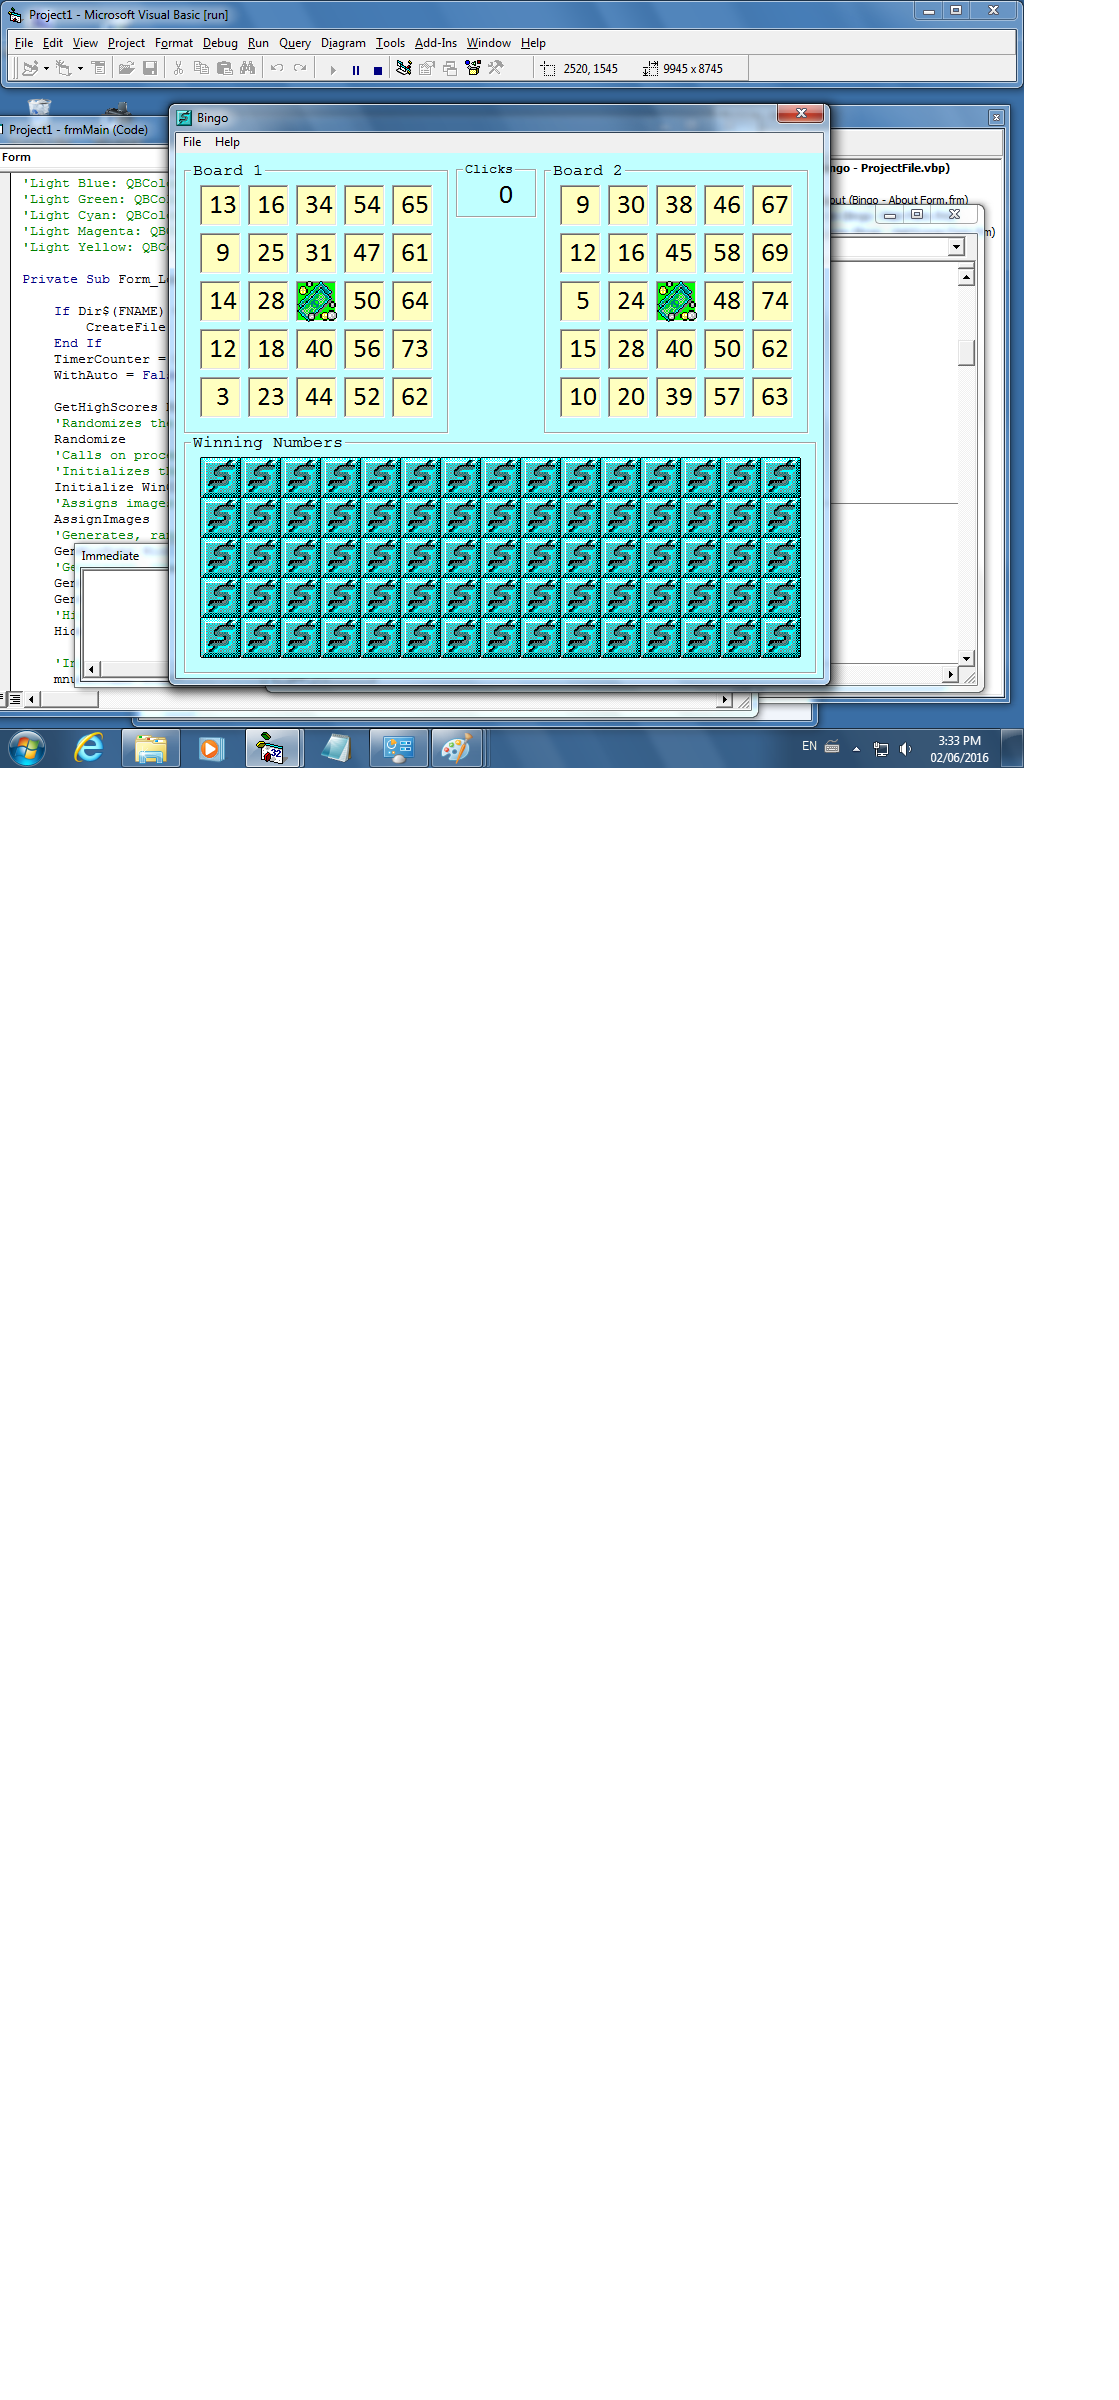 Project1 - Microsoft Visual Basic [run]
File Edit View Project Format Debug Run Query Diagram Tools Add-Ins Window Help
2520, 1545 9945 x 8745
Project1 - frmMain (Code)
Form
'Light Blue: QBCol
'Light Green: QBCo
'Light Cyan: QBCol
'Light Magenta: QB
'Light Yellow: QBC
Private Sub Form_L
If Dir$(FNAME)
CreateFile
End If
TimerCounter =
WithAuto = Fal
GetHighScores
'Randomizes th
Randomize
'Calls on proc
'Initializes t
Initialize Win
'Assigns image
AssignImages
'Generates, ra
Ger
'Ge
Ger
Ger
'Hi
Hid
'Ir
mnu
Immediate
Bingo
File Help
Board 1
13 16 34 54 65
9 25 31 47 61
14 28 50 64
12 18 40 56 73
3 23 44 52 62
Clicks
0
Board 2
9 30 38 46 67
12 16 45 58 69
5 24 48 74
15 28 40 50 62
10 20 39 57 63
Winning Numbers
ngo - ProjectFile.vbp)
out (Bingo - About Form.frm)
m)
32
EN
3:33 PM
02/06/2016